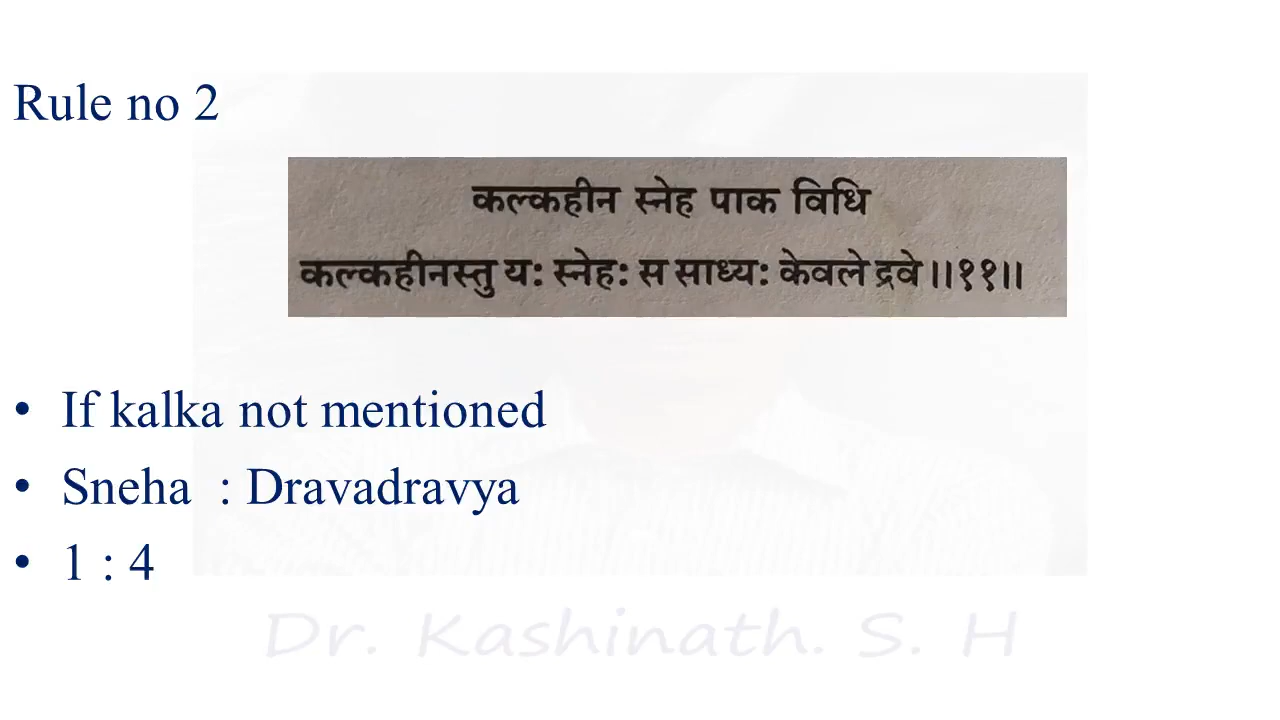 Rule no 2
कल्कहीन स्नेह पाक विधि
कल्कहीनस्तु यः स्नेहः स साध्यः केवले द्रवे ।।११।।
• If kalka not mentioned
• Sneha : Dravadravya
• 1 : 4
Dr. Kashinath. S. H